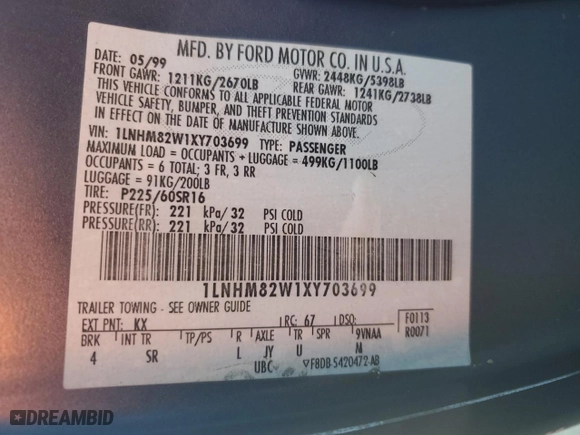 MFD. BY FORD MOTOR CO. IN U.S.A.
DATE: 05/99 GVWR: 2448KG/5398LB
FRONT GAWR: 1211KG/2670LB REAR GAWR: 1241KG/2738LB
THIS VEHICLE CONFORMS TO ALL APPLICABLE FEDERAL MOTOR
VEHICLE SAFETY, BUMPER, AND THEFT PREVENTION STANDARDS
IN EFFECT ON THE DATE OF MANUFACTURE SHOWN ABOVE.
VIN: 1LNHM82W1XY703699 TYPE: PASSENGER
MAXIMUM LOAD = OCCUPANTS + LUGGAGE = 499KG/1100LB
OCCUPANTS: 6 TOTAL; 3 FR, 3 RR
LUGGAGE: 91KG/200LB
TIRE: P225/60SR16
PRESSURE(FR): 221 kPa/32 PSI COLD
PRESSURE(RR): 221 kPa/32 PSI COLD
1LNHM82W1XY703699
TRAILER TOWING - SEE OWNER GUIDE
EXT PNT: KX RC: 67 DSO: F0113
BRK INT TR TP/PS R AXLE TR SPR 9VNAA R0071
4 SR L JY U M
UBC ▽F8DB-5420472-AB
DREAMBID